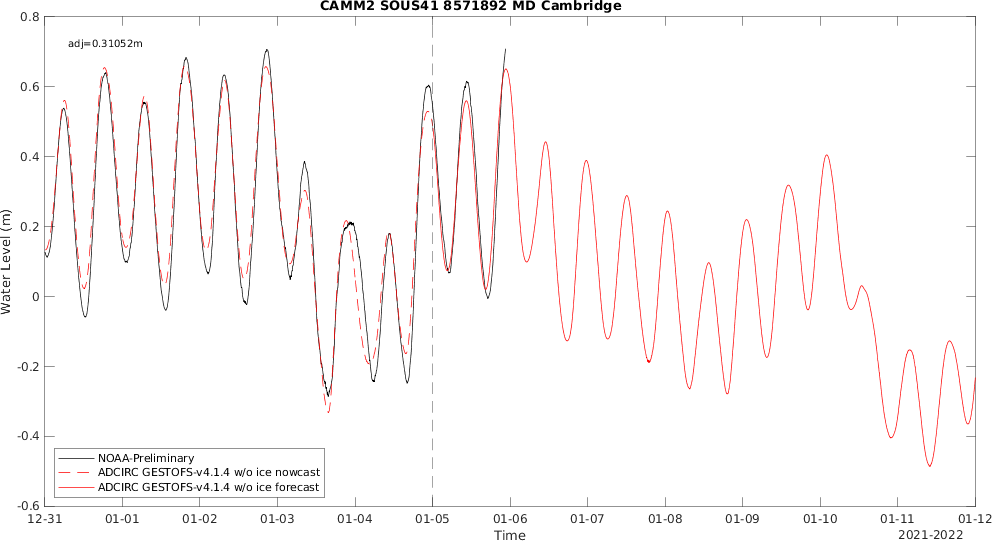 CAMM2 SOUS41 8571892 MD Cambridge
adj=0.31052m
0.8
0.6
0.4
0.2
0
-0.2
-0.4
-0.6
Water Level (m)
NOAA-Preliminary
ADCIRC GESTOFS-v4.1.4 w/o ice nowcast
ADCIRC GESTOFS-v4.1.4 w/o ice forecast
12-31 01-01 01-02 01-03 01-04 01-05 01-06 01-07 01-08 01-09 01-10 01-11 01-12
Time
2021-2022